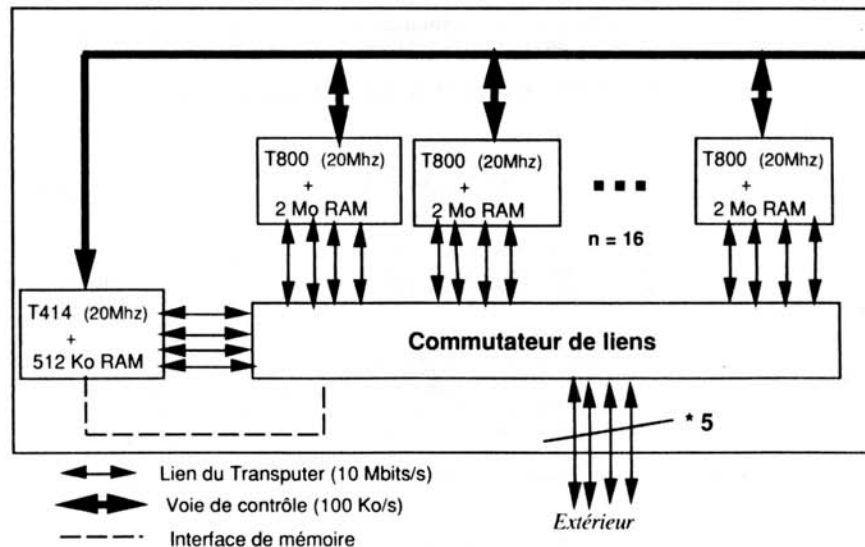 T800 (20Mhz)
+
2 Mo RAM
T800 (20Mhz)
+
2 Mo RAM
n = 16
T800 (20Mhz)
+
2 Mo RAM
T414 (20Mhz)
+
512 Ko RAM
Commutateur de liens
* 5
Extérieur
Lien du Transputer (10 Mbits/s)
Voie de contrôle (100 Ko/s)
Interface de mémoire